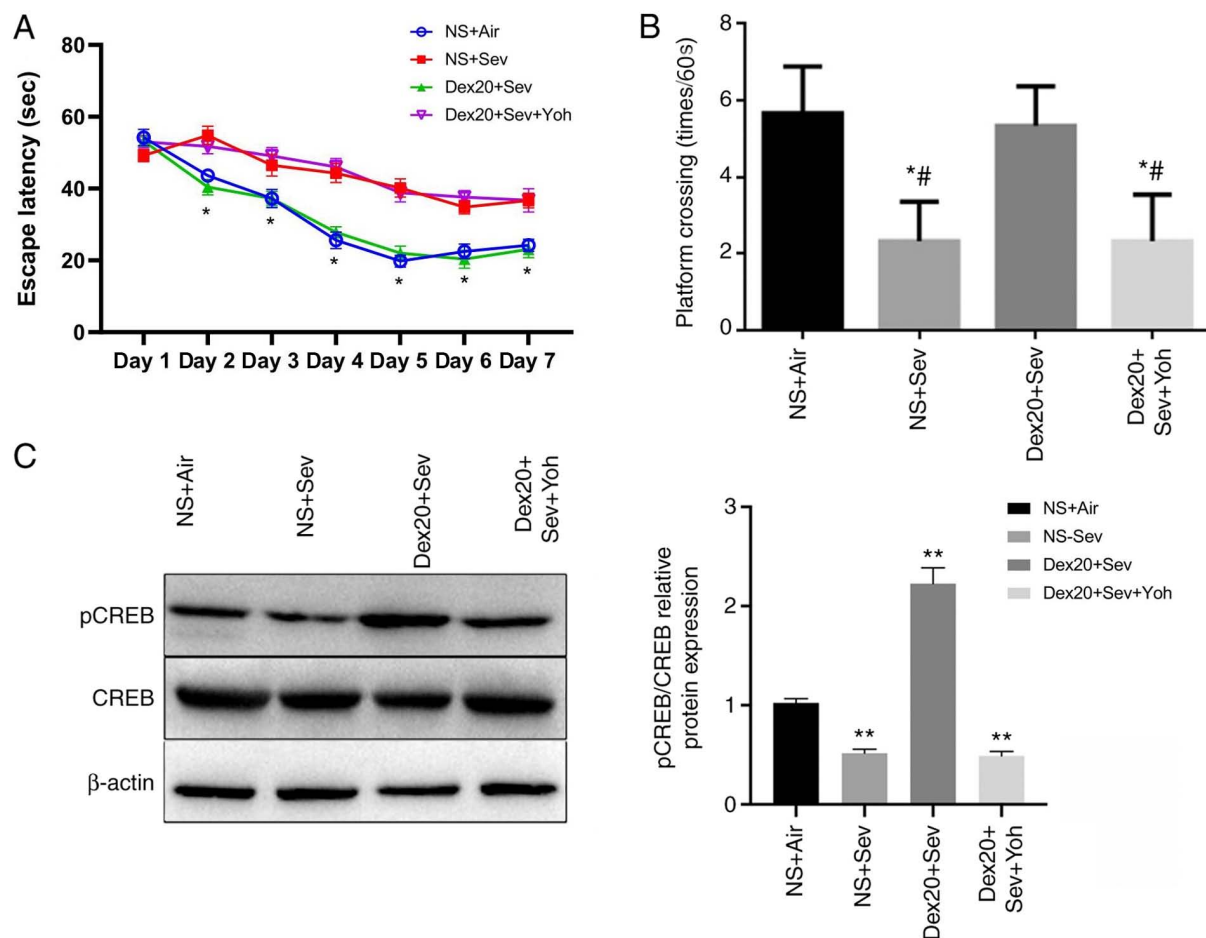 A
NS+Air
NS+Sev
Dex20+Sev
Dex20+Sev+Yoh
Escape latency (sec)
80
60
40
20
0
* * * * * *
Day 1 Day 2 Day 3 Day 4 Day 5 Day 6 Day 7
B
Platform crossing (times/60s)
8
6
4
2
0
*#
*#
NS+Air
NS+Sev
Dex20+Sev
Dex20+
Sev+Yoh
C
NS+Air
NS+Sev
Dex20+Sev
Dex20+
Sev+Yoh
pCREB
CREB
β-actin
pCREB/CREB relative
protein expression
3
2
1
0
**
**
**
NS+Air
NS-Sev
Dex20+Sev
Dex20+Sev+Yoh
NS+Air
NS+Sev
Dex20+Sev
Dex20+
Sev+Yoh